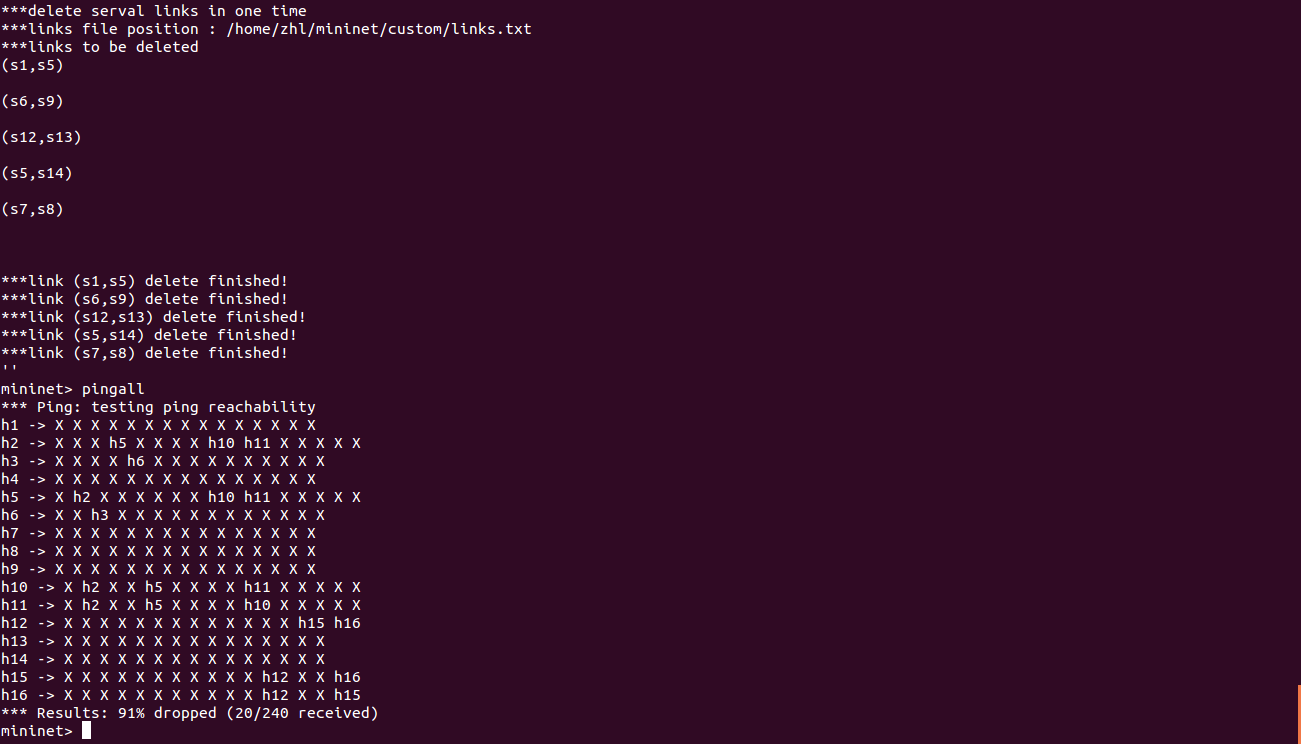 ***delete serval links in one time
***links file position : /home/zhl/mininet/custom/links.txt
***links to be deleted
(s1,s5)
(s6,s9)
(s12,s13)
(s5,s14)
(s7,s8)
***link (s1,s5) delete finished!
***link (s6,s9) delete finished!
***link (s12,s13) delete finished!
***link (s5,s14) delete finished!
***link (s7,s8) delete finished!
''
mininet> pingall
*** Ping: testing ping reachability
h1 -> X X X X X X X X X X X X X X X
h2 -> X X X h5 X X X X h10 h11 X X X X X
h3 -> X X X X h6 X X X X X X X X X X
h4 -> X X X X X X X X X X X X X X X
h5 -> X h2 X X X X X X h10 h11 X X X X X
h6 -> X X h3 X X X X X X X X X X X X
h7 -> X X X X X X X X X X X X X X X
h8 -> X X X X X X X X X X X X X X X
h9 -> X X X X X X X X X X X X X X X
h10 -> X h2 X X h5 X X X X h11 X X X X X
h11 -> X h2 X X h5 X X X X h10 X X X X X
h12 -> X X X X X X X X X X X X X h15 h16
h13 -> X X X X X X X X X X X X X X X
h14 -> X X X X X X X X X X X X X X X
h15 -> X X X X X X X X X X X h12 X X h16
h16 -> X X X X X X X X X X X h12 X X h15
*** Results: 91% dropped (20/240 received)
mininet>